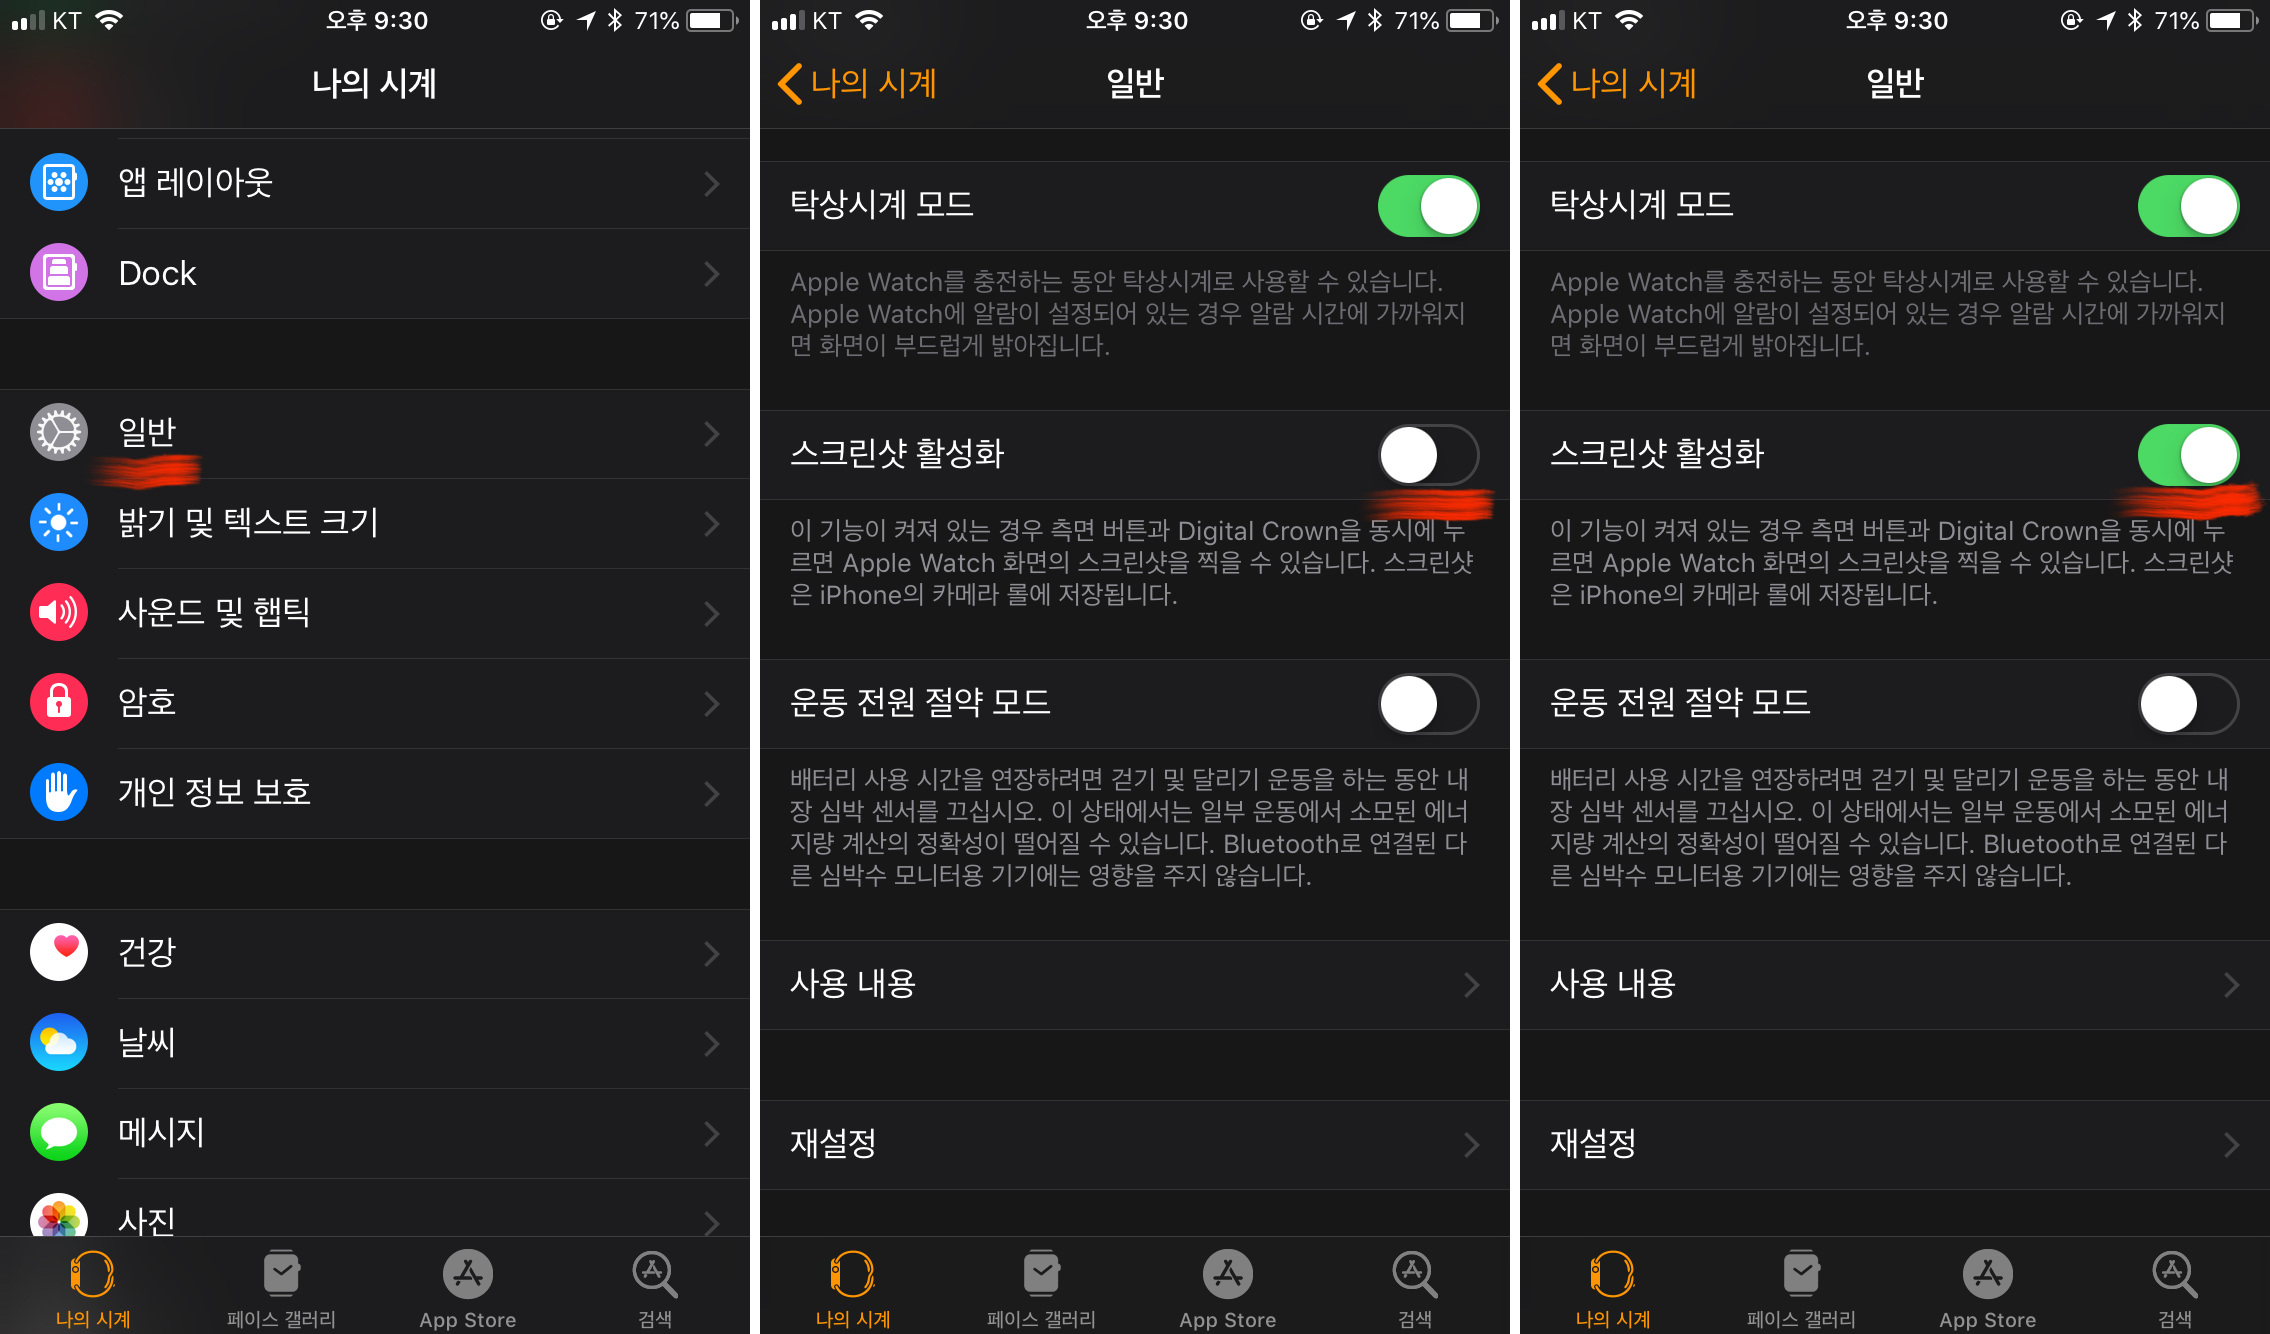 KT 오후 9:30 71%
나의 시계
앱 레이아웃
Dock
일반
밝기 및 텍스트 크기
사운드 및 햅틱
암호
개인 정보 보호
건강
날씨
메시지
사진
나의 시계 페이스 갤러리 App Store 검색
KT 오후 9:30 71%
나의 시계 일반
탁상시계 모드
Apple Watch를 충전하는 동안 탁상시계로 사용할 수 있습니다.
Apple Watch에 알람이 설정되어 있는 경우 알람 시간에 가까워지
면 화면이 부드럽게 밝아집니다.
스크린샷 활성화
이 기능이 켜져 있는 경우 측면 버튼과 Digital Crown을 동시에 누
르면 Apple Watch 화면의 스크린샷을 찍을 수 있습니다. 스크린샷
은 iPhone의 카메라 롤에 저장됩니다.
운동 전원 절약 모드
배터리 사용 시간을 연장하려면 걷기 및 달리기 운동을 하는 동안 내
장 심박 센서를 끄십시오. 이 상태에서는 일부 운동에서 소모된 에너
지량 계산의 정확성이 떨어질 수 있습니다. Bluetooth로 연결된 다
른 심박수 모니터용 기기에는 영향을 주지 않습니다.
사용 내용
재설정
나의 시계 페이스 갤러리 App Store 검색
KT 오후 9:30 71%
나의 시계 일반
탁상시계 모드
Apple Watch를 충전하는 동안 탁상시계로 사용할 수 있습니다.
Apple Watch에 알람이 설정되어 있는 경우 알람 시간에 가까워지
면 화면이 부드럽게 밝아집니다.
스크린샷 활성화
이 기능이 켜져 있는 경우 측면 버튼과 Digital Crown을 동시에 누
르면 Apple Watch 화면의 스크린샷을 찍을 수 있습니다. 스크린샷
은 iPhone의 카메라 롤에 저장됩니다.
운동 전원 절약 모드
배터리 사용 시간을 연장하려면 걷기 및 달리기 운동을 하는 동안 내
장 심박 센서를 끄십시오. 이 상태에서는 일부 운동에서 소모된 에너
지량 계산의 정확성이 떨어질 수 있습니다. Bluetooth로 연결된 다
른 심박수 모니터용 기기에는 영향을 주지 않습니다.
사용 내용
재설정
나의 시계 페이스 갤러리 App Store 검색